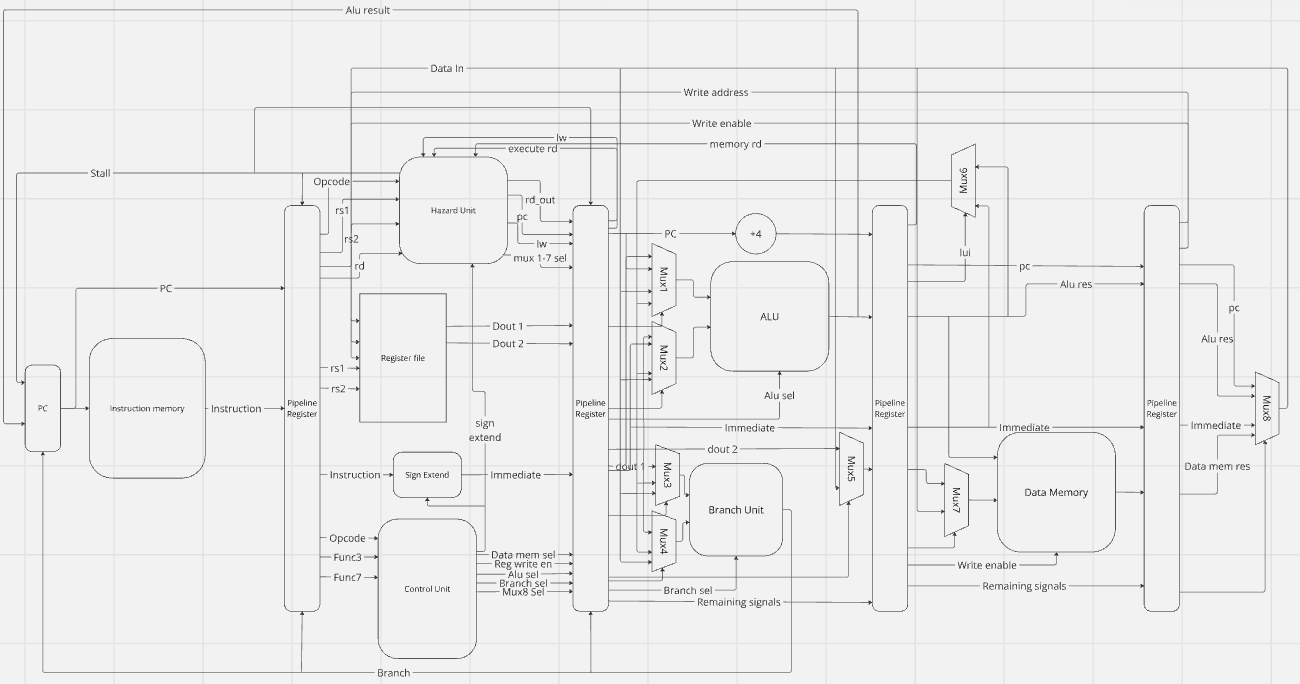 Alu result
Data In
Write address
Write enable
lw
execute rd
memory rd
Stall
Opcode
Mux6
rs1
Hazard Unit
rd_out
pc
rs2
lw
PC
+4
lui
rd
mux 1-7 sel
pc
PC
Mux1
Alu res
pc
ALU
Dout 1
Dout 2
Alu res
Register file
Mux2
rs1
rs2
Alu sel
PC
Instruction memory
Instruction
Pipeline
Register
Pipeline
Register
Pipeline
Register
Pipeline
Register
Mux8
sign
extend
Immediate
Immediate
Immediate
dout 2
dout 1
Mux3
Mux5
Data mem res
Instruction
Sign Extend
Immediate
Mux7
Data Memory
Branch Unit
Opcode
Mux4
Func3
Data mem sel
Reg write en
Write enable
Func7
Alu sel
Branch sel
Mux8 Sel
Control Unit
Branch sel
Remaining signals
Remaining signals
Branch